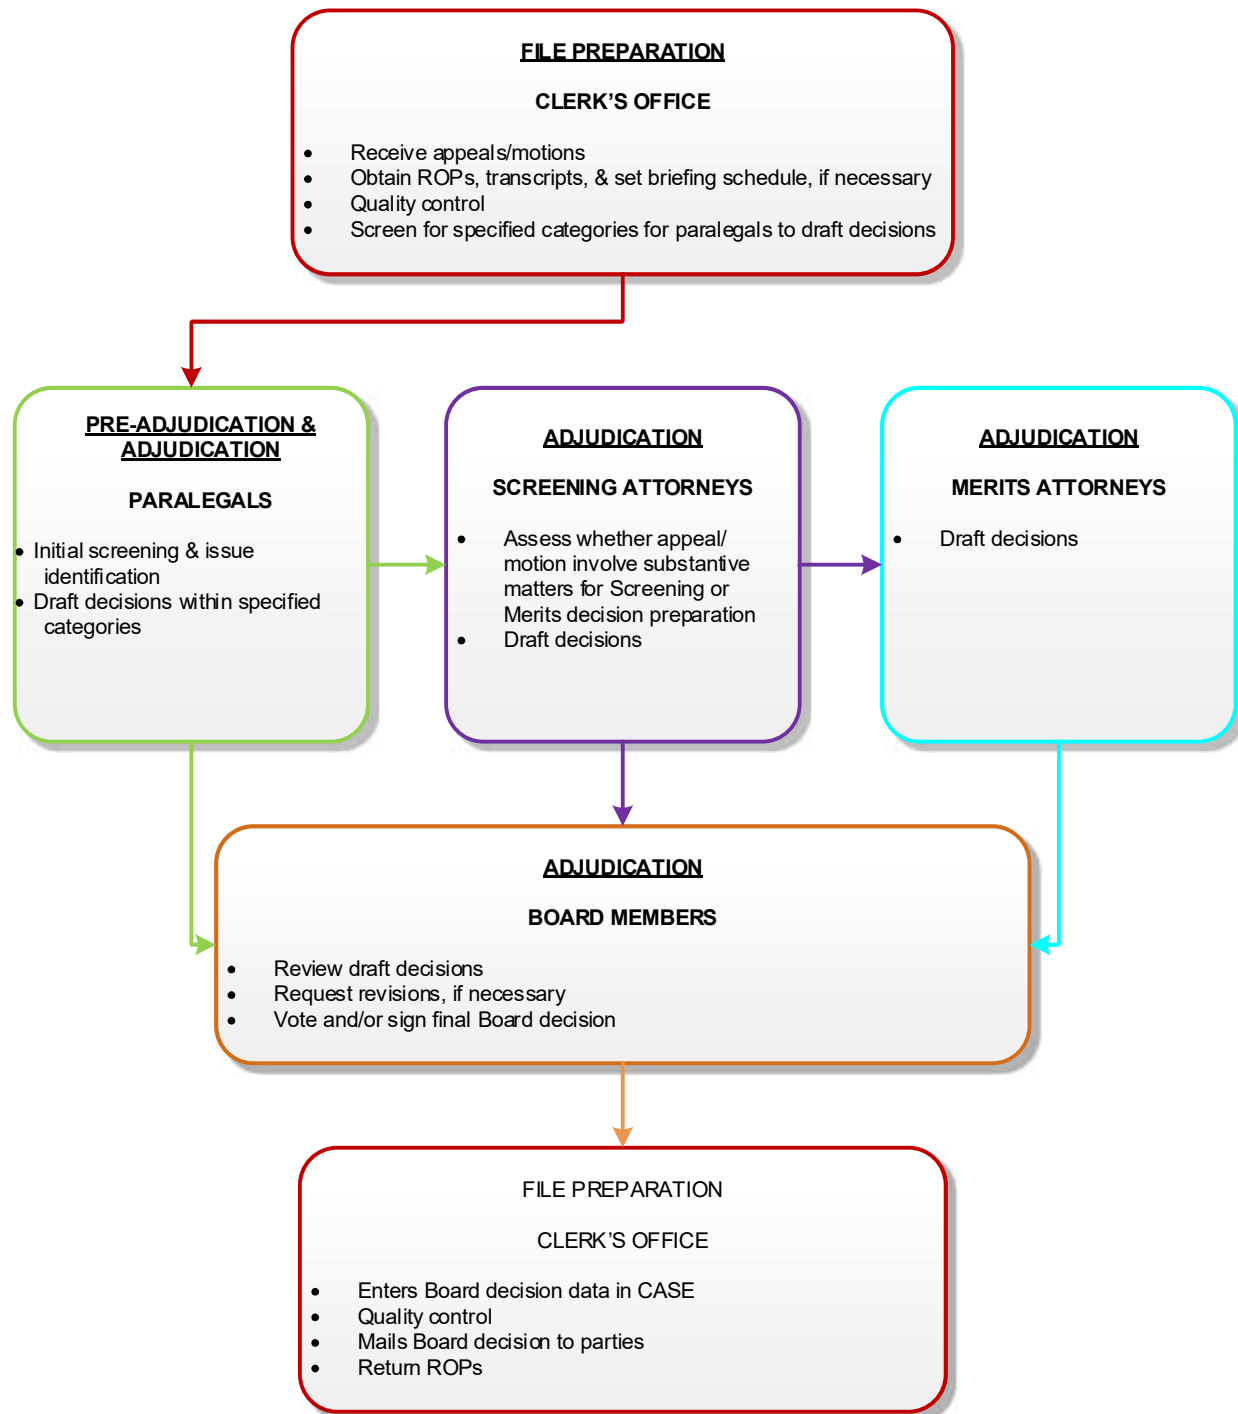 FILE PREPARATION
CLERK'S OFFICE
• Receive appeals/motions
• Obtain ROPs, transcripts, & set briefing schedule, if necessary
• Quality control
• Screen for specified categories for paralegals to draft decisions
PRE-ADJUDICATION &
ADJUDICATION
PARALEGALS
• Initial screening & issue
identification
• Draft decisions within specified
categories
ADJUDICATION
SCREENING ATTORNEYS
• Assess whether appeal/
motion involve substantive
matters for Screening or
Merits decision preparation
• Draft decisions
ADJUDICATION
MERITS ATTORNEYS
• Draft decisions
ADJUDICATION
BOARD MEMBERS
• Review draft decisions
• Request revisions, if necessary
• Vote and/or sign final Board decision
FILE PREPARATION
CLERK'S OFFICE
• Enters Board decision data in CASE
• Quality control
• Mails Board decision to parties
• Return ROPs